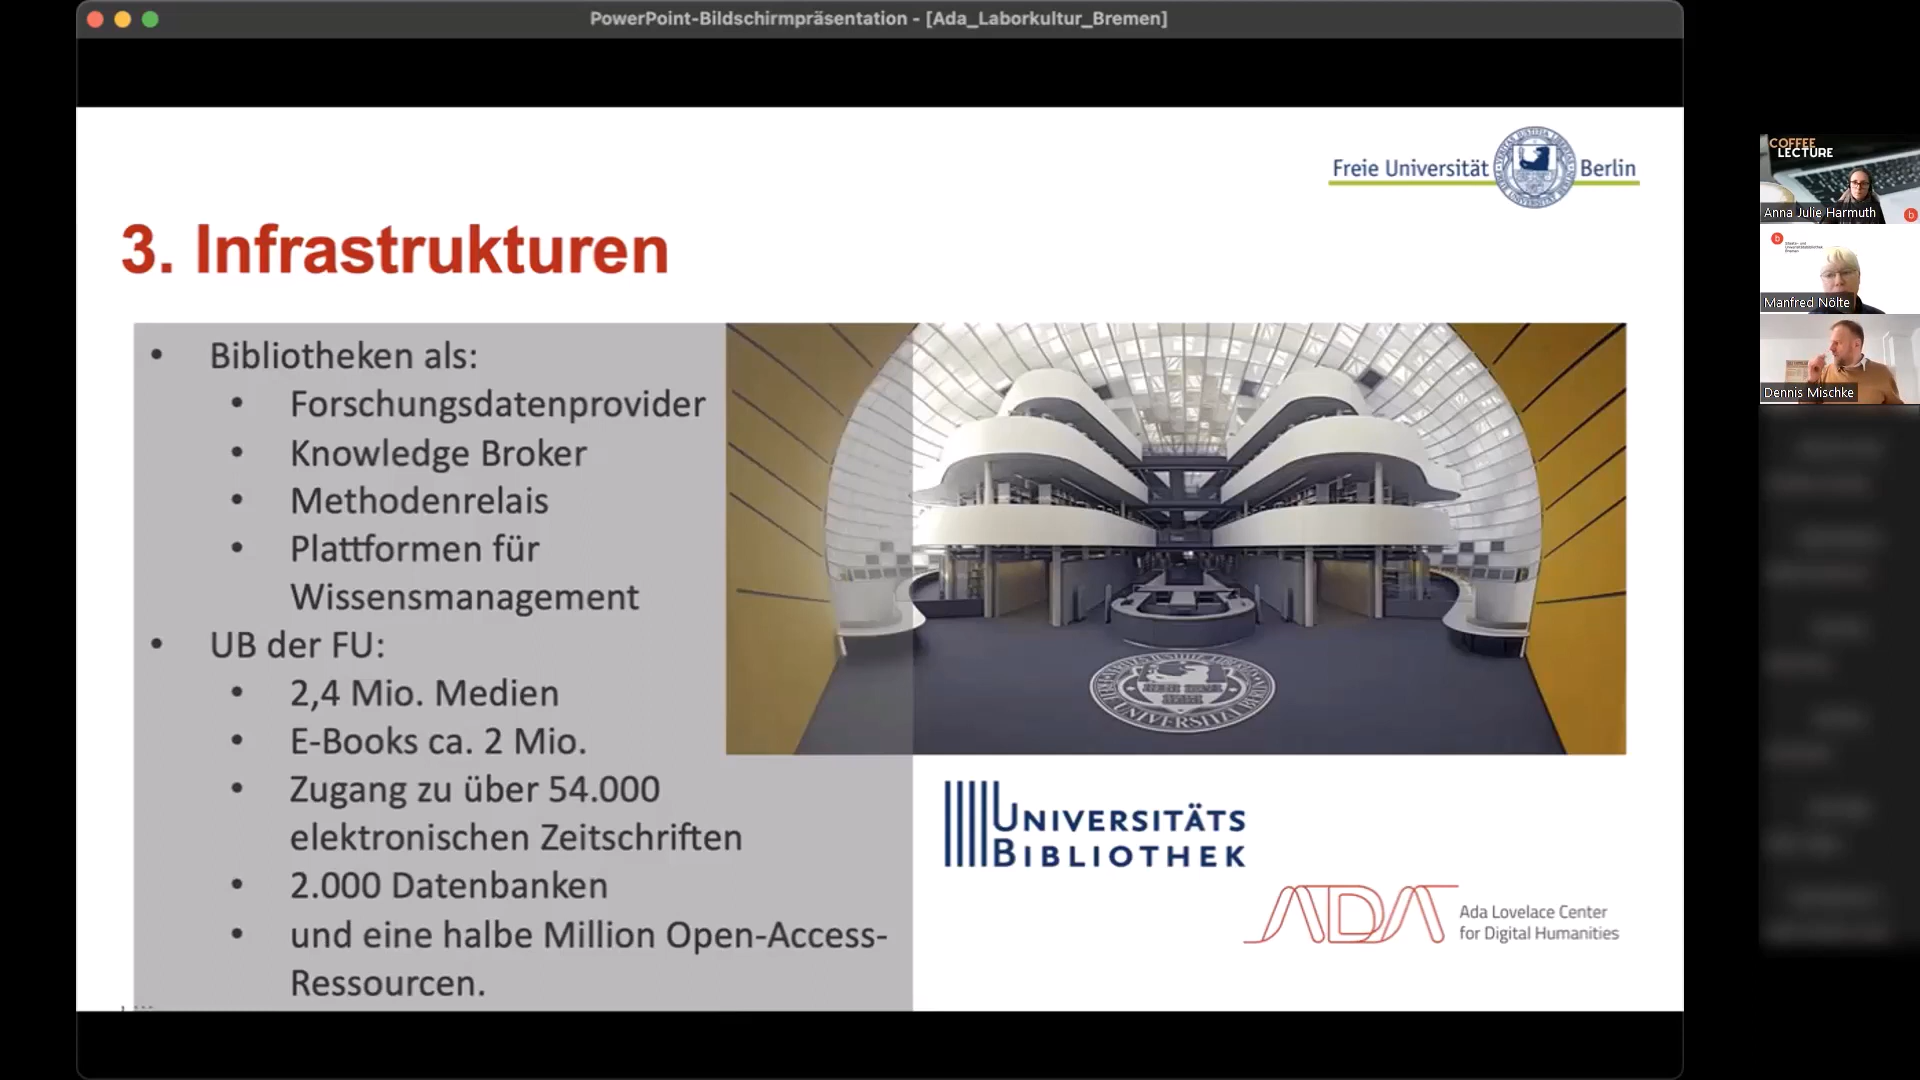 PowerPoint-Bildschirmpräsentation - [Ada_Laborkultur_Bremen]
Freie Universität Berlin
3. Infrastrukturen
• Bibliotheken als:
• Forschungsdatenprovider
• Knowledge Broker
• Methodenrelais
• Plattformen für
Wissensmanagement
• UB der FU:
• 2,4 Mio. Medien
• E-Books ca. 2 Mio.
• Zugang zu über 54.000
elektronischen Zeitschriften
• 2.000 Datenbanken
• und eine halbe Million Open-Access-
Ressourcen.
UNIVERSITÄTS
BIBLIOTHEK
ADA
Ada Lovelace Center
for Digital Humanities
COFFEE
LECTURE
Anna Julie Harmuth
Manfred Nölte
Dennis Mischke